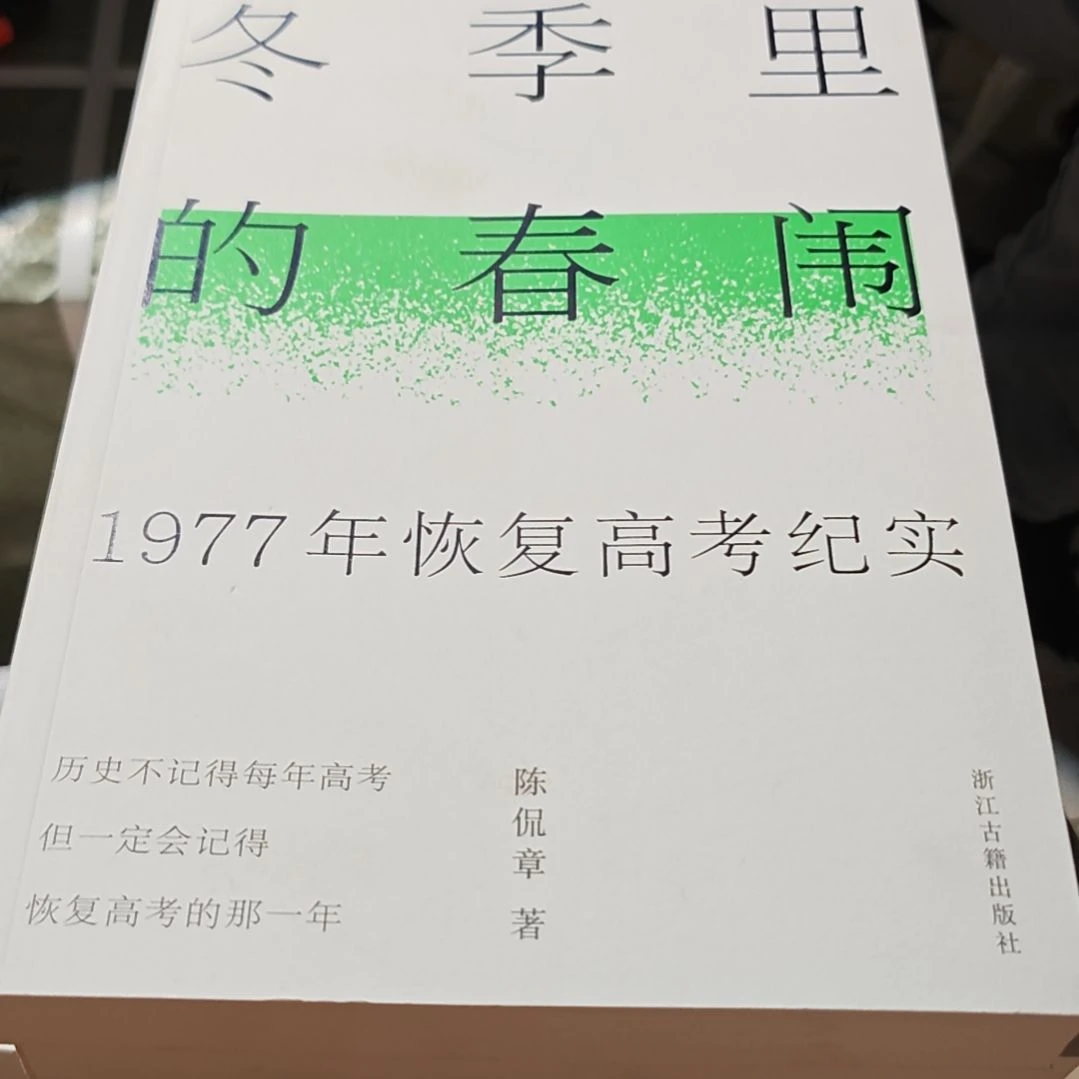 冬季里
的春闱
1977年恢复高考纪实
历史不记得每年高考
但一定会记得
恢复高考的那一年
陈侃章 著
浙江古籍出版社